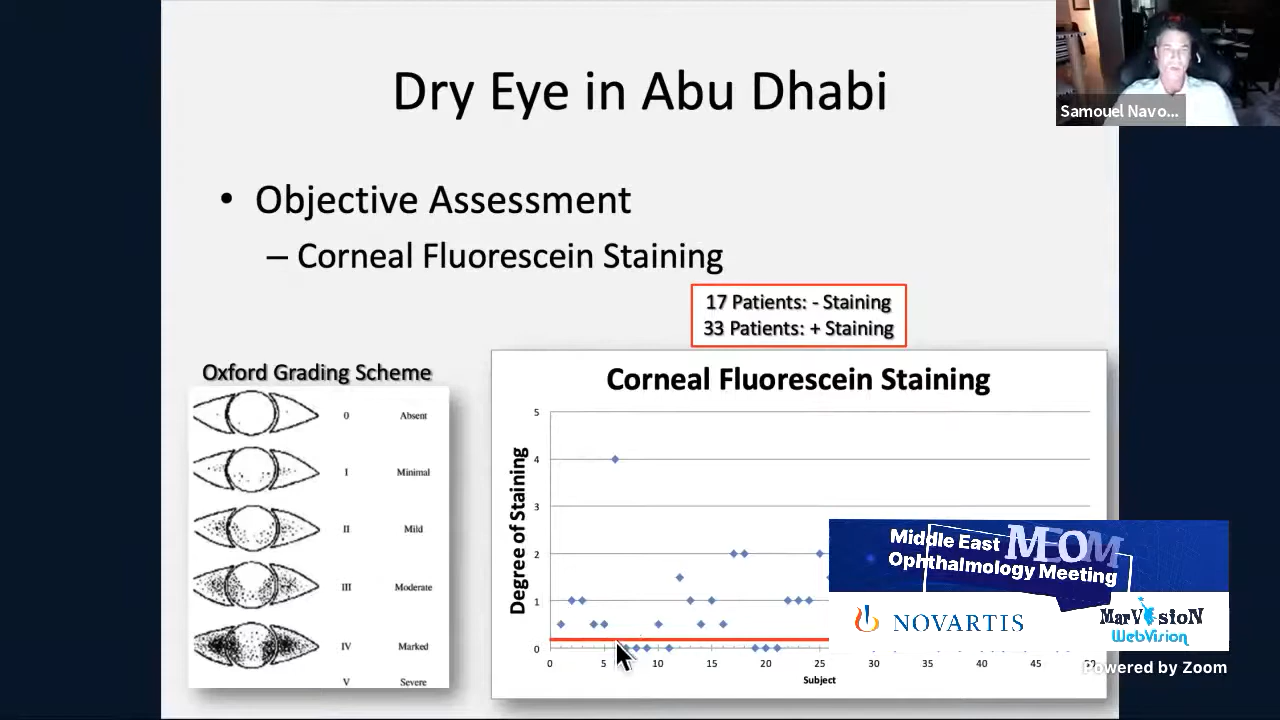 Dry Eye in Abu Dhabi
Samouel Navo...
• Objective Assessment
– Corneal Fluorescein Staining
17 Patients: - Staining
33 Patients: + Staining
Oxford Grading Scheme
0 Absent
I Minimal
II Mild
III Moderate
IV Marked
V Severe
Corneal Fluorescein Staining
Degree of Staining
5
4
3
2
1
0
0 5 10 15 20 25 30 35 40 45
Subject
Middle East
Ophthalmology Meeting
MEOM
NOVARTIS
MarVisioN
WebVision
Powered by Zoom